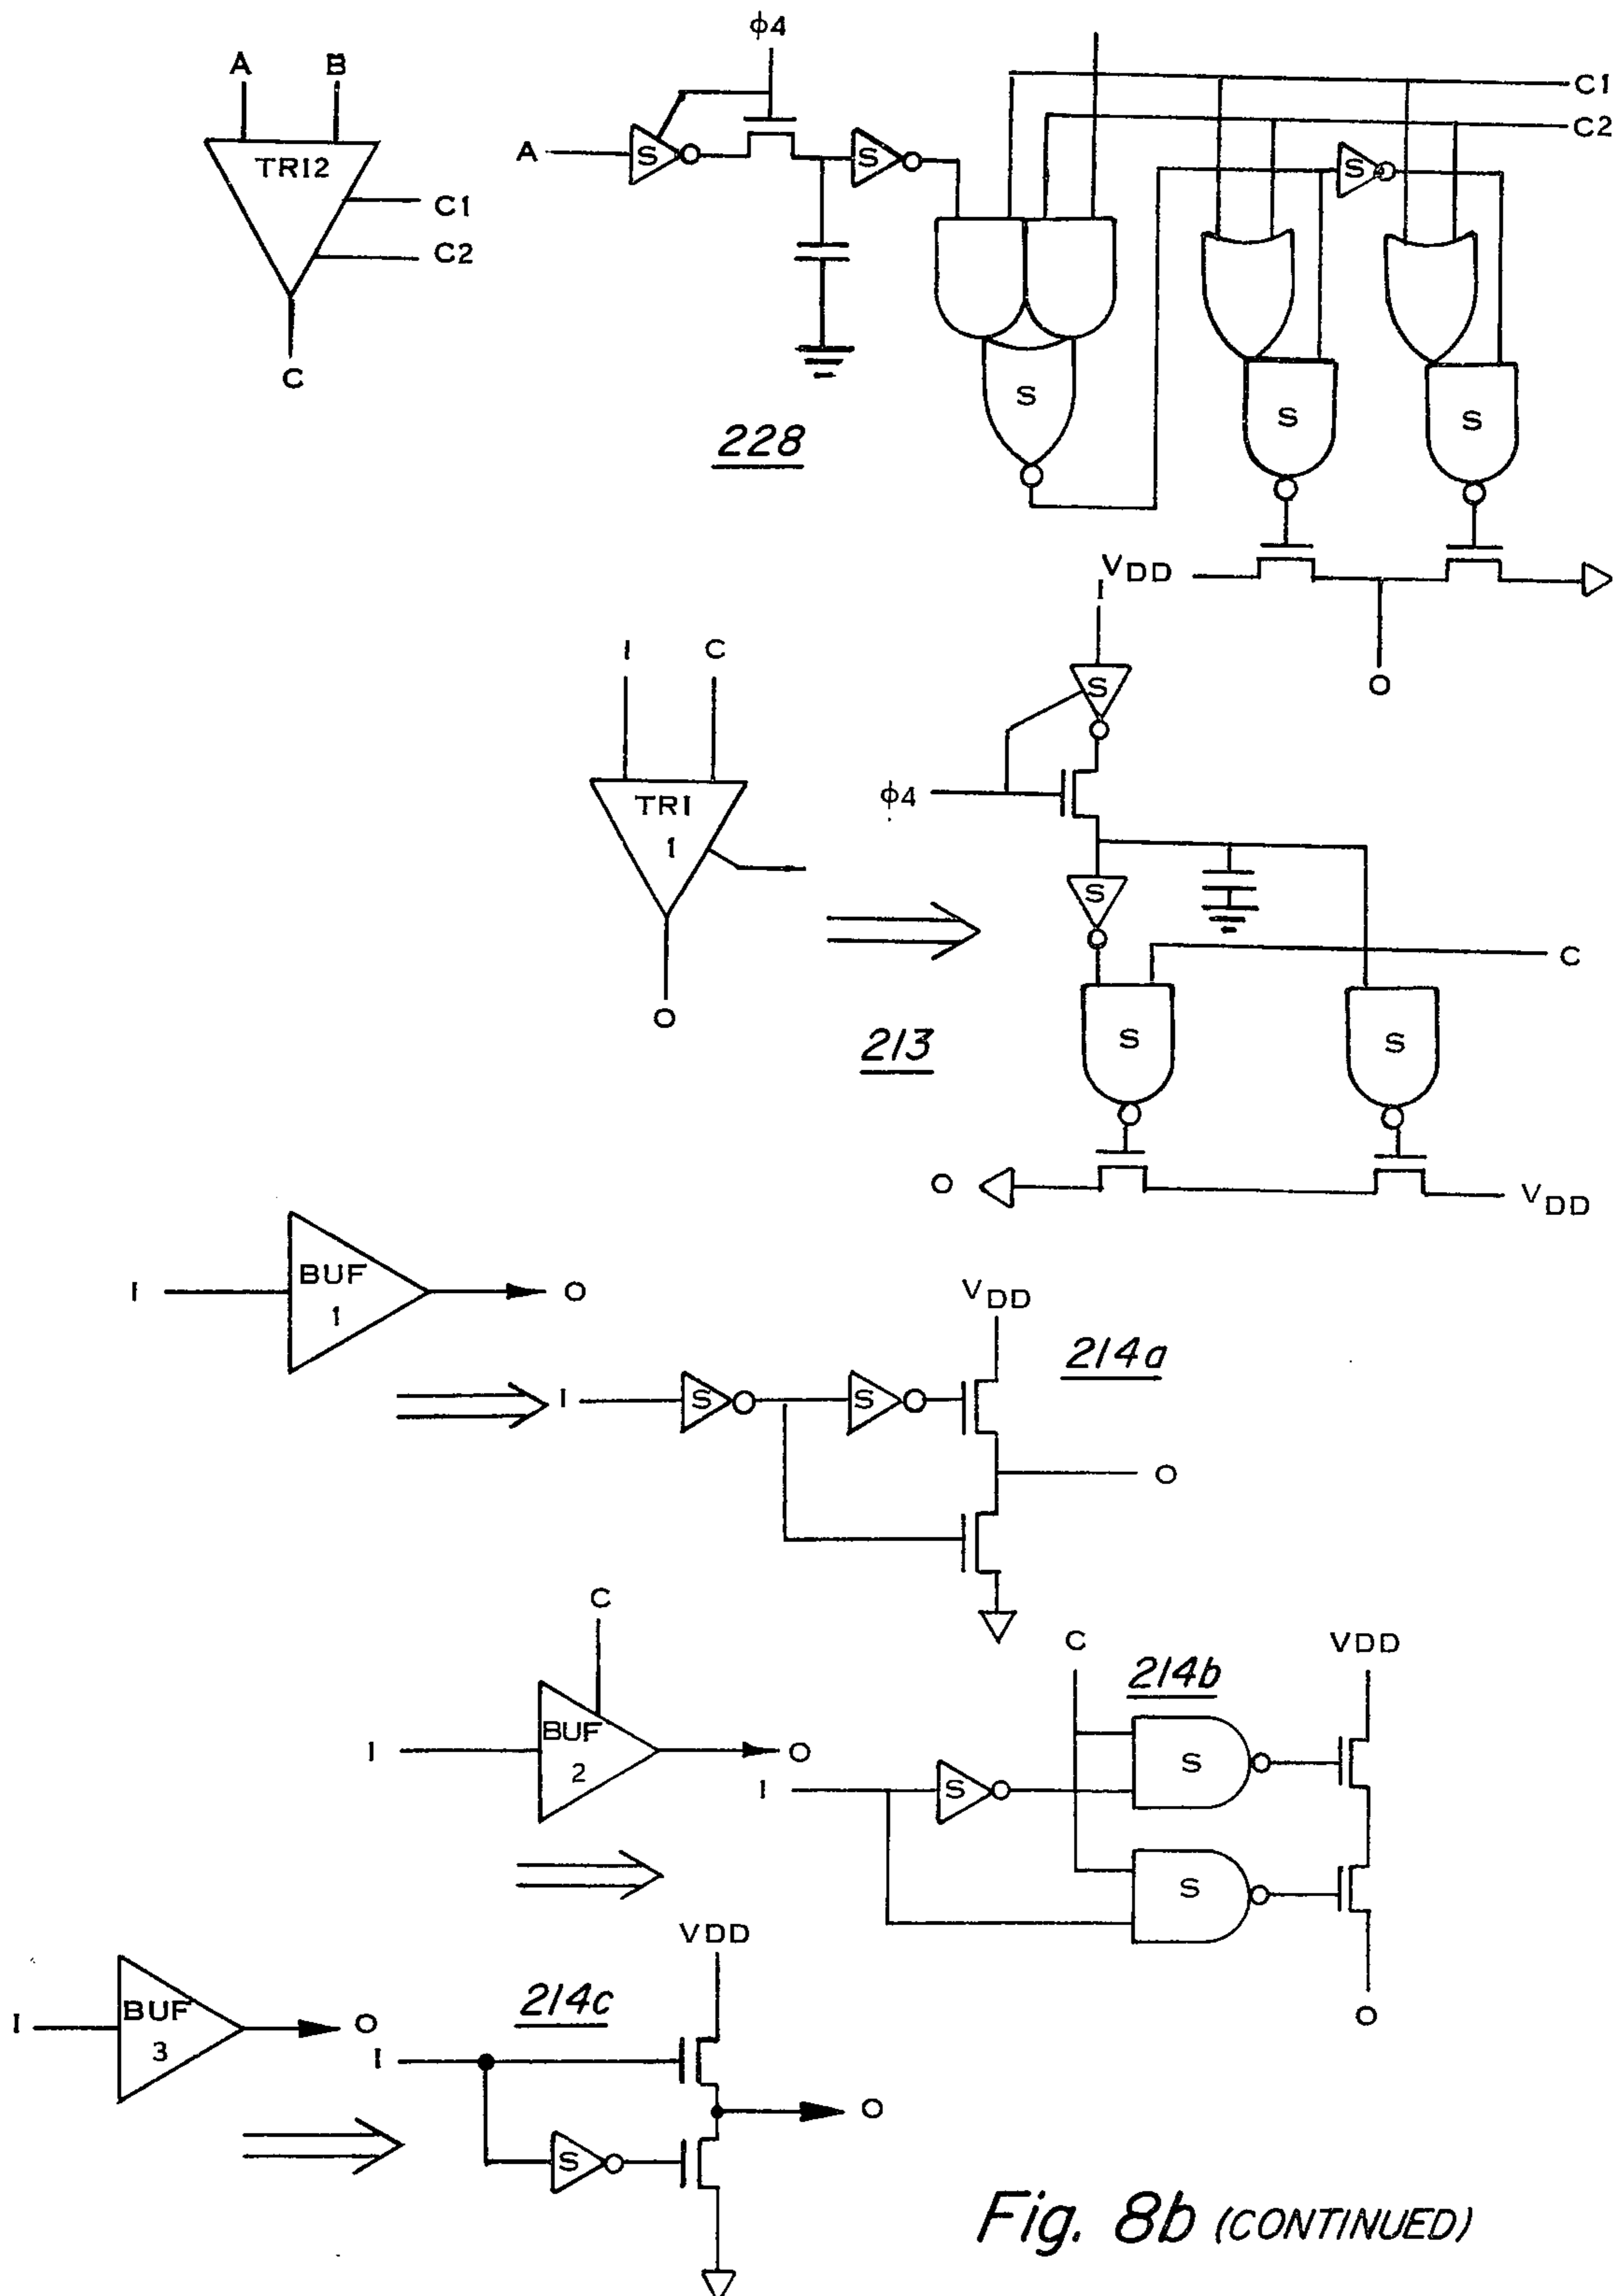 φ4
A B
TRI2
C1
C2
C
A
S
S
C1
C2
S
S
S
S
228
VDD
I
O
I C
TRI
1
O
S
φ4
S
C
S
S
213
O
VDD
I
BUF
1
O
VDD
214a
I
S
S
O
C
I
BUF
2
O
C
214b
VDD
I
S
S
S
O
I
BUF
3
O
214c
VDD
I
S
O
Fig. 8b (CONTINUED)